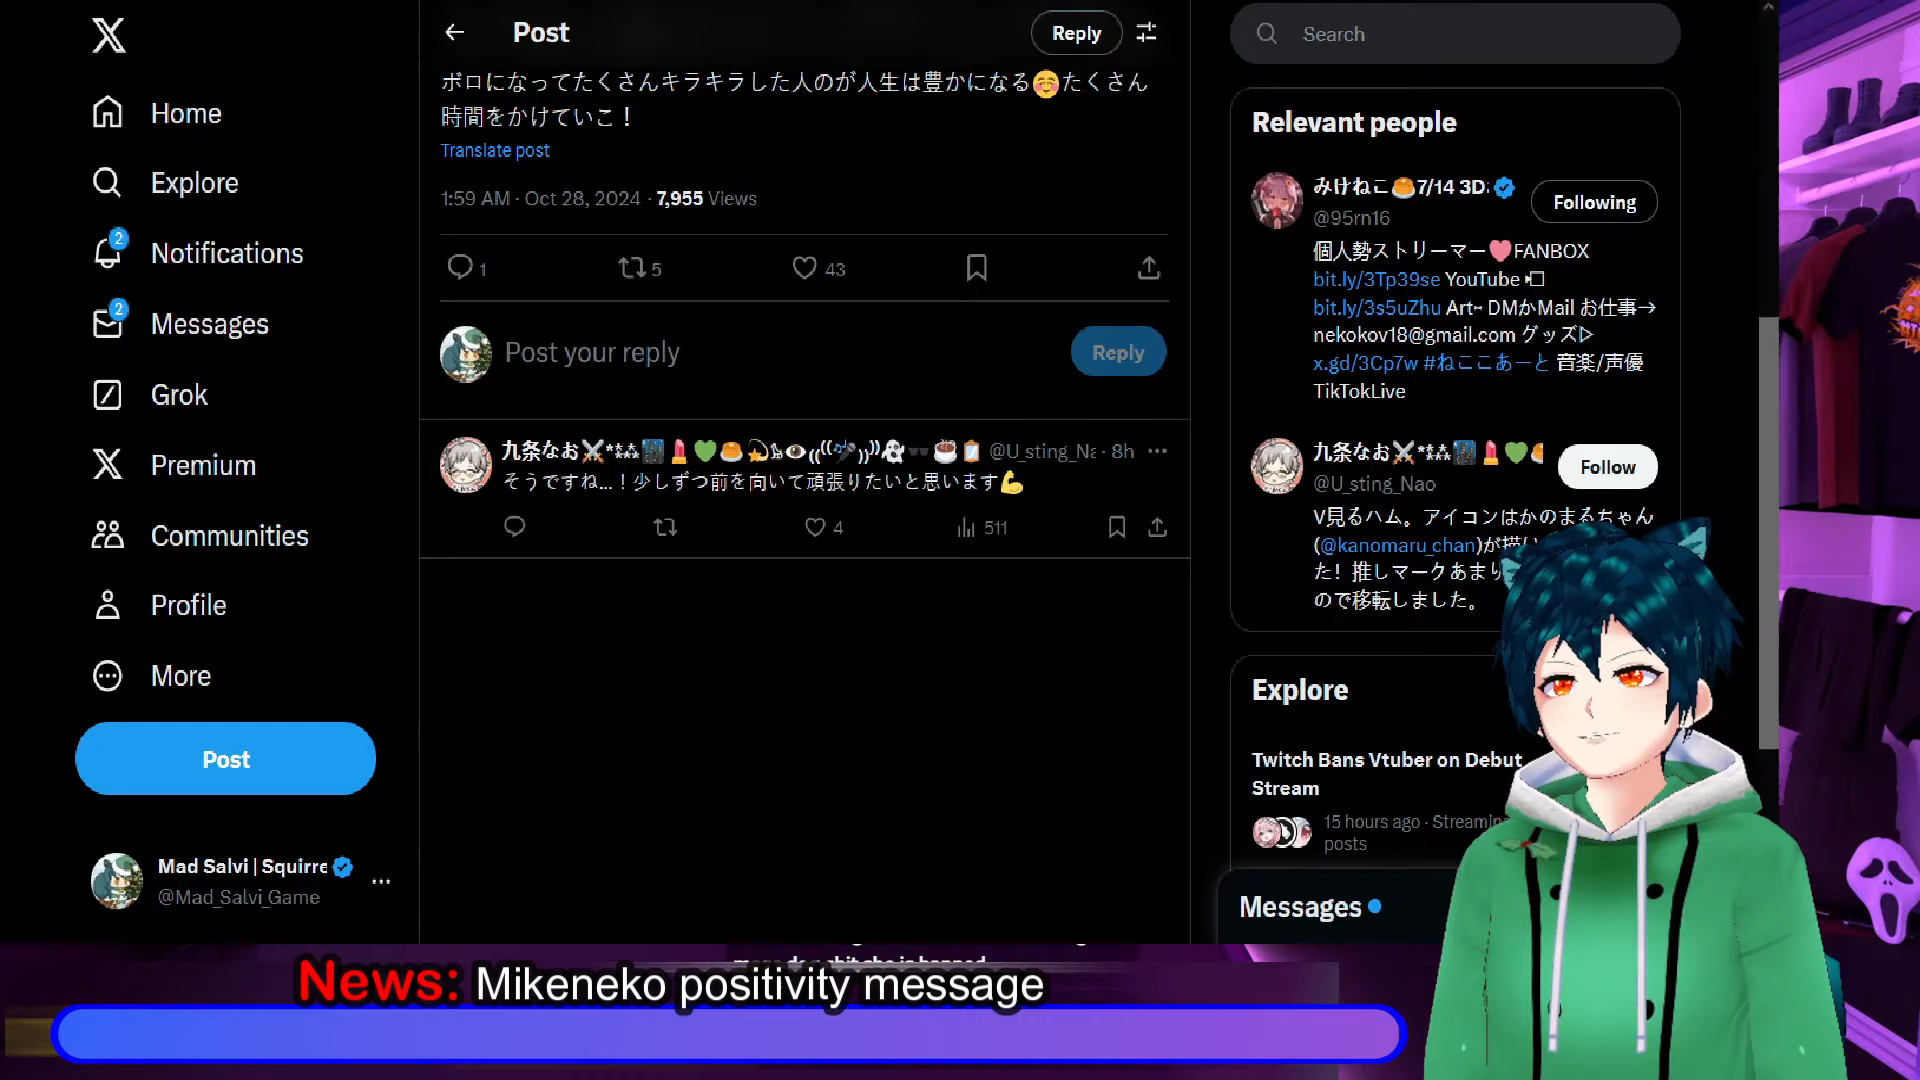 Home
Explore
2
Notifications
2
Messages
Grok
Premium
Communities
Profile
More
Post
Mad Salvi | Squirre
@Mad_Salvi_Game
Post
Reply
ボロになってたくさんキラキラした人のが人生は豊かになる☺️たくさん
時間をかけていこ！
Translate post
1:59 AM · Oct 28, 2024 · 7,955 Views
1
5
43
Post your reply
Reply
九条なお @U_sting_Na · 8h
そうですね...！少しずつ前を向いて頑張りたいと思います💪
4
511
Search
Relevant people
みけねこ🥞7/14 3D:
Following
@95rn16
個人勢ストリーマー🩷FANBOX
bit.ly/3Tp39se YouTube
bit.ly/3s5uZhu Art DMかMail お仕事→
nekokov18@gmail.com グッズ▷
x.gd/3Cp7w #ねここあーと 音楽/声優
TikTokLive
九条なお
Follow
@U_sting_Nao
V見るハム。アイコンはかのまるちゃん
(@kanomaru_chan)が描い
た！推しマークあまり
ので移転しました。
Explore
Twitch Bans Vtuber on Debut
Stream
15 hours ago · Streaming
posts
Messages
News: Mikeneko positivity message